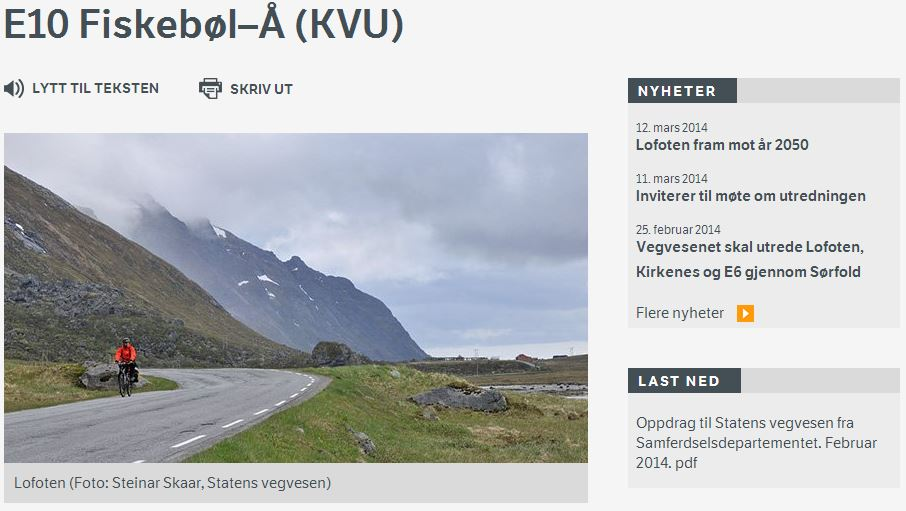 E10 Fiskebøl–Å (KVU)
LYTT TIL TEKSTEN
SKRIV UT
Lofoten (Foto: Steinar Skaar, Statens vegvesen)
NYHETER
12. mars 2014
Lofoten fram mot år 2050
11. mars 2014
Inviterer til møte om utredningen
25. februar 2014
Vegvesenet skal utrede Lofoten,
Kirkenes og E6 gjennom Sørfold
Flere nyheter
LAST NED
Oppdrag til Statens vegvesen fra
Samferdselsdepartementet. Februar
2014. pdf